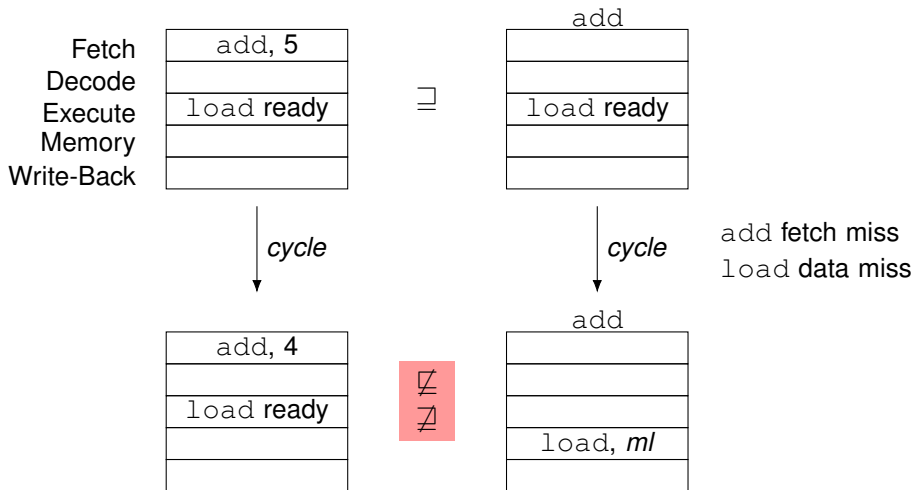 add
Fetch add, 5
Decode
Execute load ready ⊒ load ready
Memory
Write-Back
cycle cycle
add fetch miss
load data miss
add
add, 4
⋢
load ready ⋣
load, ml